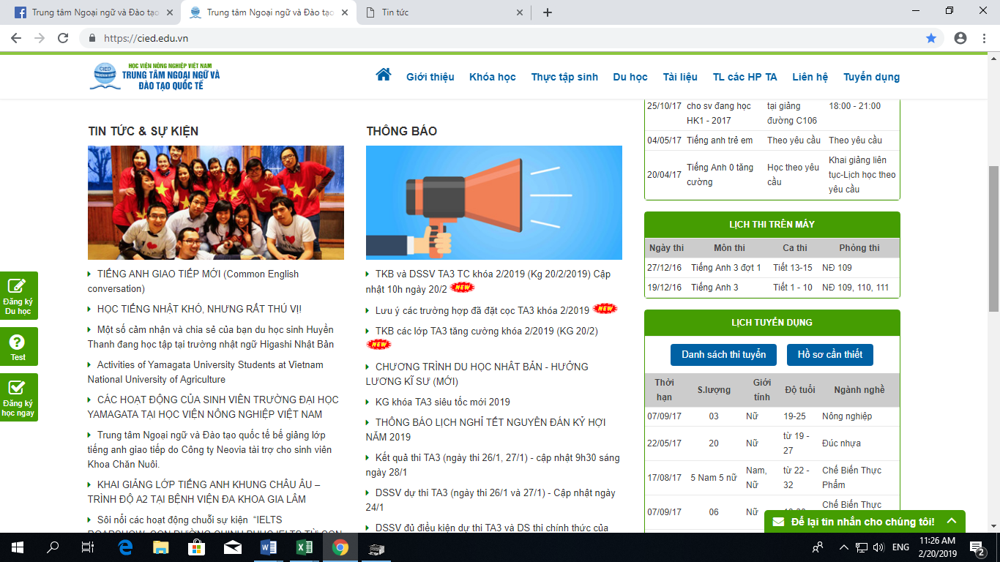 Trung tâm Ngoại ngữ và Đào tạo
Trung tâm Ngoại ngữ và Đào tạo
Tin tức
https://cied.edu.vn
CIED
HỌC VIỆN NÔNG NGHIỆP VIỆT NAM
TRUNG TÂM NGOẠI NGỮ VÀ
ĐÀO TẠO QUỐC TẾ
Giới thiệu
Khóa học
Thực tập sinh
Du học
Tài liệu
TL các HP TA
Liên hệ
Tuyển dụng
TIN TỨC & SỰ KIỆN
TIẾNG ANH GIAO TIẾP MỚI (Common English
conversation)
HỌC TIẾNG NHẬT KHÓ, NHƯNG RẤT THÚ VỊ!
Một số cảm nhận và chia sẻ của bạn du học sinh Huyền
Thanh đang học tập tại trường nhật ngữ Higashi Nhật Bản
Activities of Yamagata University Students at Vietnam
National University of Agriculture
CÁC HOẠT ĐỘNG CỦA SINH VIÊN TRƯỜNG ĐẠI HỌC
YAMAGATA TẠI HỌC VIỆN NÔNG NGHIỆP VIỆT NAM
Trung tâm Ngoại ngữ và Đào tạo quốc tế bế giảng lớp
tiếng anh giao tiếp do Công ty Neovia tài trợ cho sinh viên
Khoa Chăn Nuôi.
KHAI GIẢNG LỚP TIẾNG ANH KHUNG CHÂU ÂU –
TRÌNH ĐỘ A2 TẠI BỆNH VIỆN ĐA KHOA GIA LÂM
Sôi nổi các hoạt động chuỗi sự kiện “IELTS
ROADSHOW- CON ĐƯỜNG CHINH PHỤC IELTS TỪ CON
THÔNG BÁO
TKB và DSSV TA3 TC khóa 2/2019 (Kg 20/2/2019) Cập
nhật 10h ngày 20/2 NEW
Lưu ý các trường hợp đã đặt cọc TA3 khóa 2/2019 NEW
TKB các lớp TA3 tăng cường khóa 2/2019 (KG 20/2)
NEW
CHƯƠNG TRÌNH DU HỌC NHẬT BẢN - HƯỞNG
LƯƠNG KĨ SƯ (MỚI)
KG khóa TA3 siêu tốc mới 2019
THÔNG BÁO LỊCH NGHỈ TẾT NGUYÊN ĐÁN KỶ HỢI
NĂM 2019
Kết quả thi TA3 (ngày thi 26/1, 27/1) - cập nhật 9h30 sáng
ngày 28/1
DSSV dự thi TA3 (ngày thi 26/1 và 27/1) - Cập nhật ngày
24/1
DSSV đủ điều kiện dự thi TA3 và DS thi chính thức của
25/10/17 cho sv đang học HK1 - 2017 tại giảng đường C106 18:00 - 21:00
04/05/17 Tiếng anh trẻ em Theo yêu cầu Theo yêu cầu
20/04/17 Tiếng Anh 0 tăng cường Học theo yêu cầu Khai giảng liên tục-Lịch học theo yêu cầu
LỊCH THI TRÊN MÁY
Ngày thi Môn thi Ca thi Phòng thi
27/12/16 Tiếng Anh 3 đợt 1 Tiết 13-15 NĐ 109
19/12/16 Tiếng Anh 3 Tiết 1 - 10 NĐ 109, 110, 111
LỊCH TUYỂN DỤNG
Danh sách thi tuyển Hồ sơ cần thiết
Thời hạn S.lượng Giới tính Độ tuổi Ngành nghề
07/09/17 03 Nữ 19-25 Nông nghiệp
22/05/17 20 Nữ từ 19 - 27 Đúc nhựa
17/08/17 5 Nam 5 nữ Nam, Nữ từ 22 - 32 Chế Biến Thực Phẩm
07/09/17 06 Nữ Chế Biến Thực
Đăng ký
Du học
Test
Đăng ký
học ngay
Để lại tin nhắn cho chúng tôi!
ENG
11:26 AM
2/20/2019
2